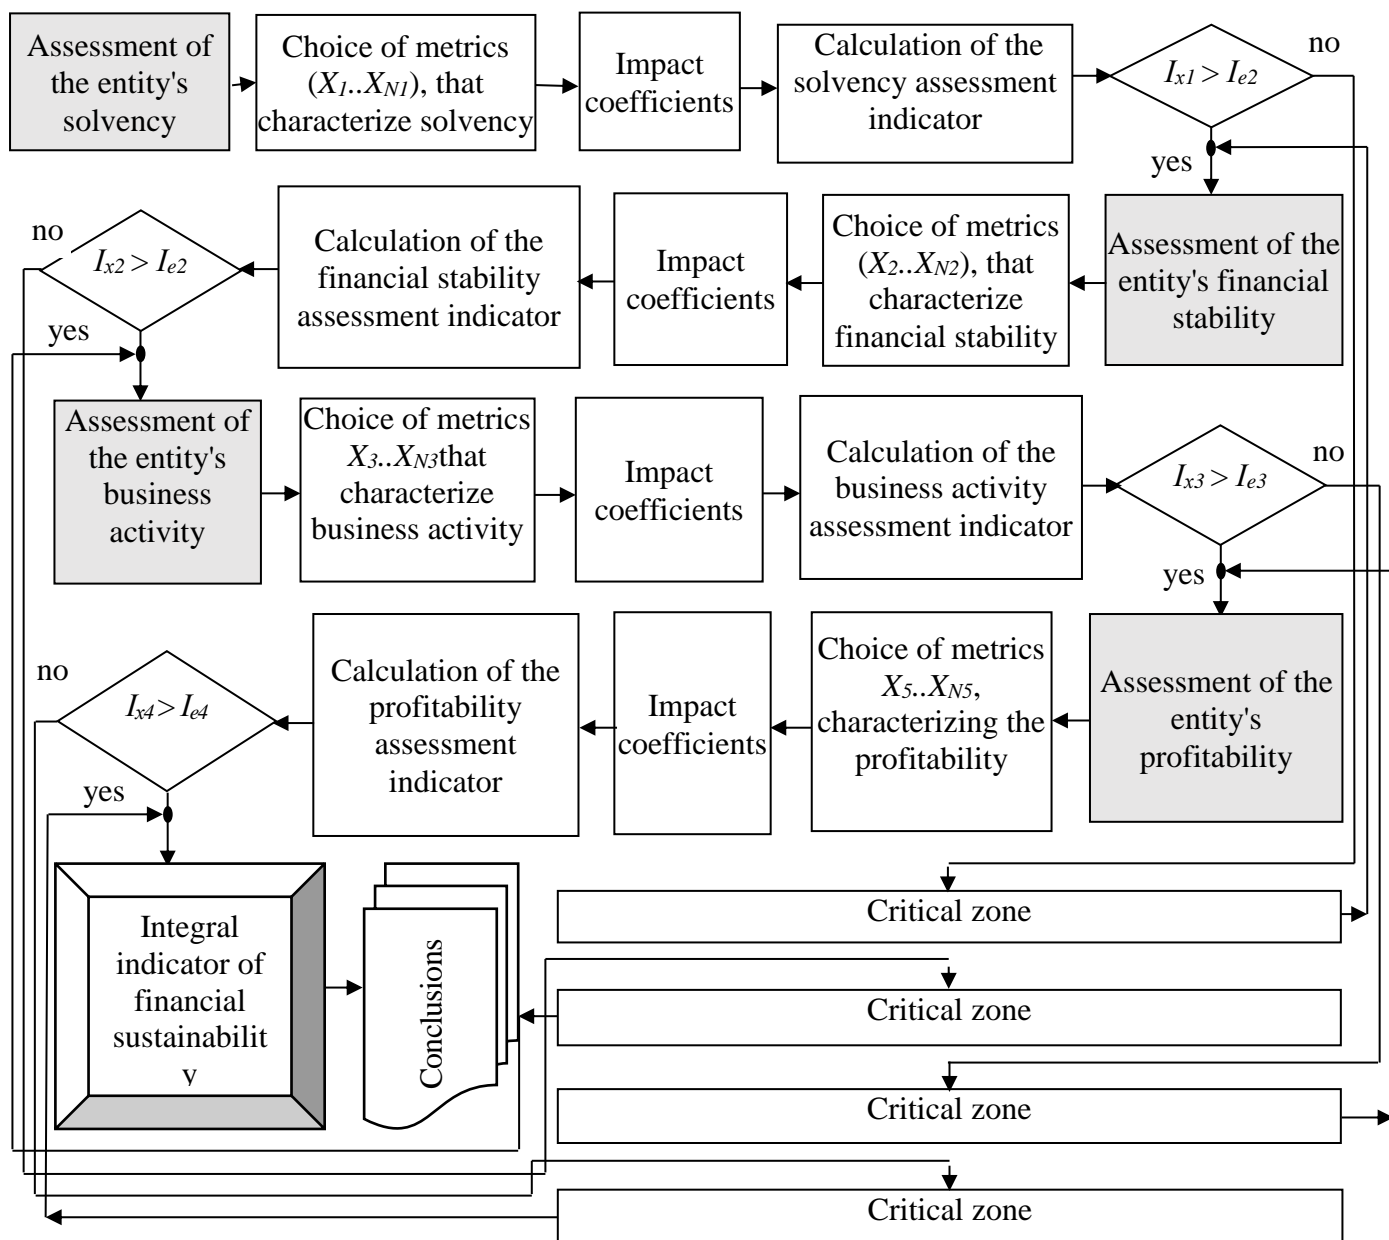 Assessment of
the entity's
solvency
Choice of metrics
(X1..XN1), that
characterize solvency
Impact
coefficients
Calculation of the
solvency assessment
indicator
Ix1 > Ie2
no
yes
Assessment of the
entity's financial
stability
Choice of metrics
(X2..XN2), that
characterize
financial stability
Impact
coefficients
Calculation of the
financial stability
assessment indicator
Ix2 > Ie2
no
yes
Assessment of
the entity's
business
activity
Choice of metrics
X3..XN3that
characterize
business activity
Impact
coefficients
Calculation of the
business activity
assessment indicator
Ix3 > Ie3
no
yes
Assessment of the
entity's
profitability
Choice of metrics
X5..XN5,
characterizing the
profitability
Impact
coefficients
Calculation of the
profitability
assessment
indicator
Ix4 > Ie4
no
yes
Integral
indicator of
financial
sustainabilit
y
Conclusions
Critical zone
Critical zone
Critical zone
Critical zone